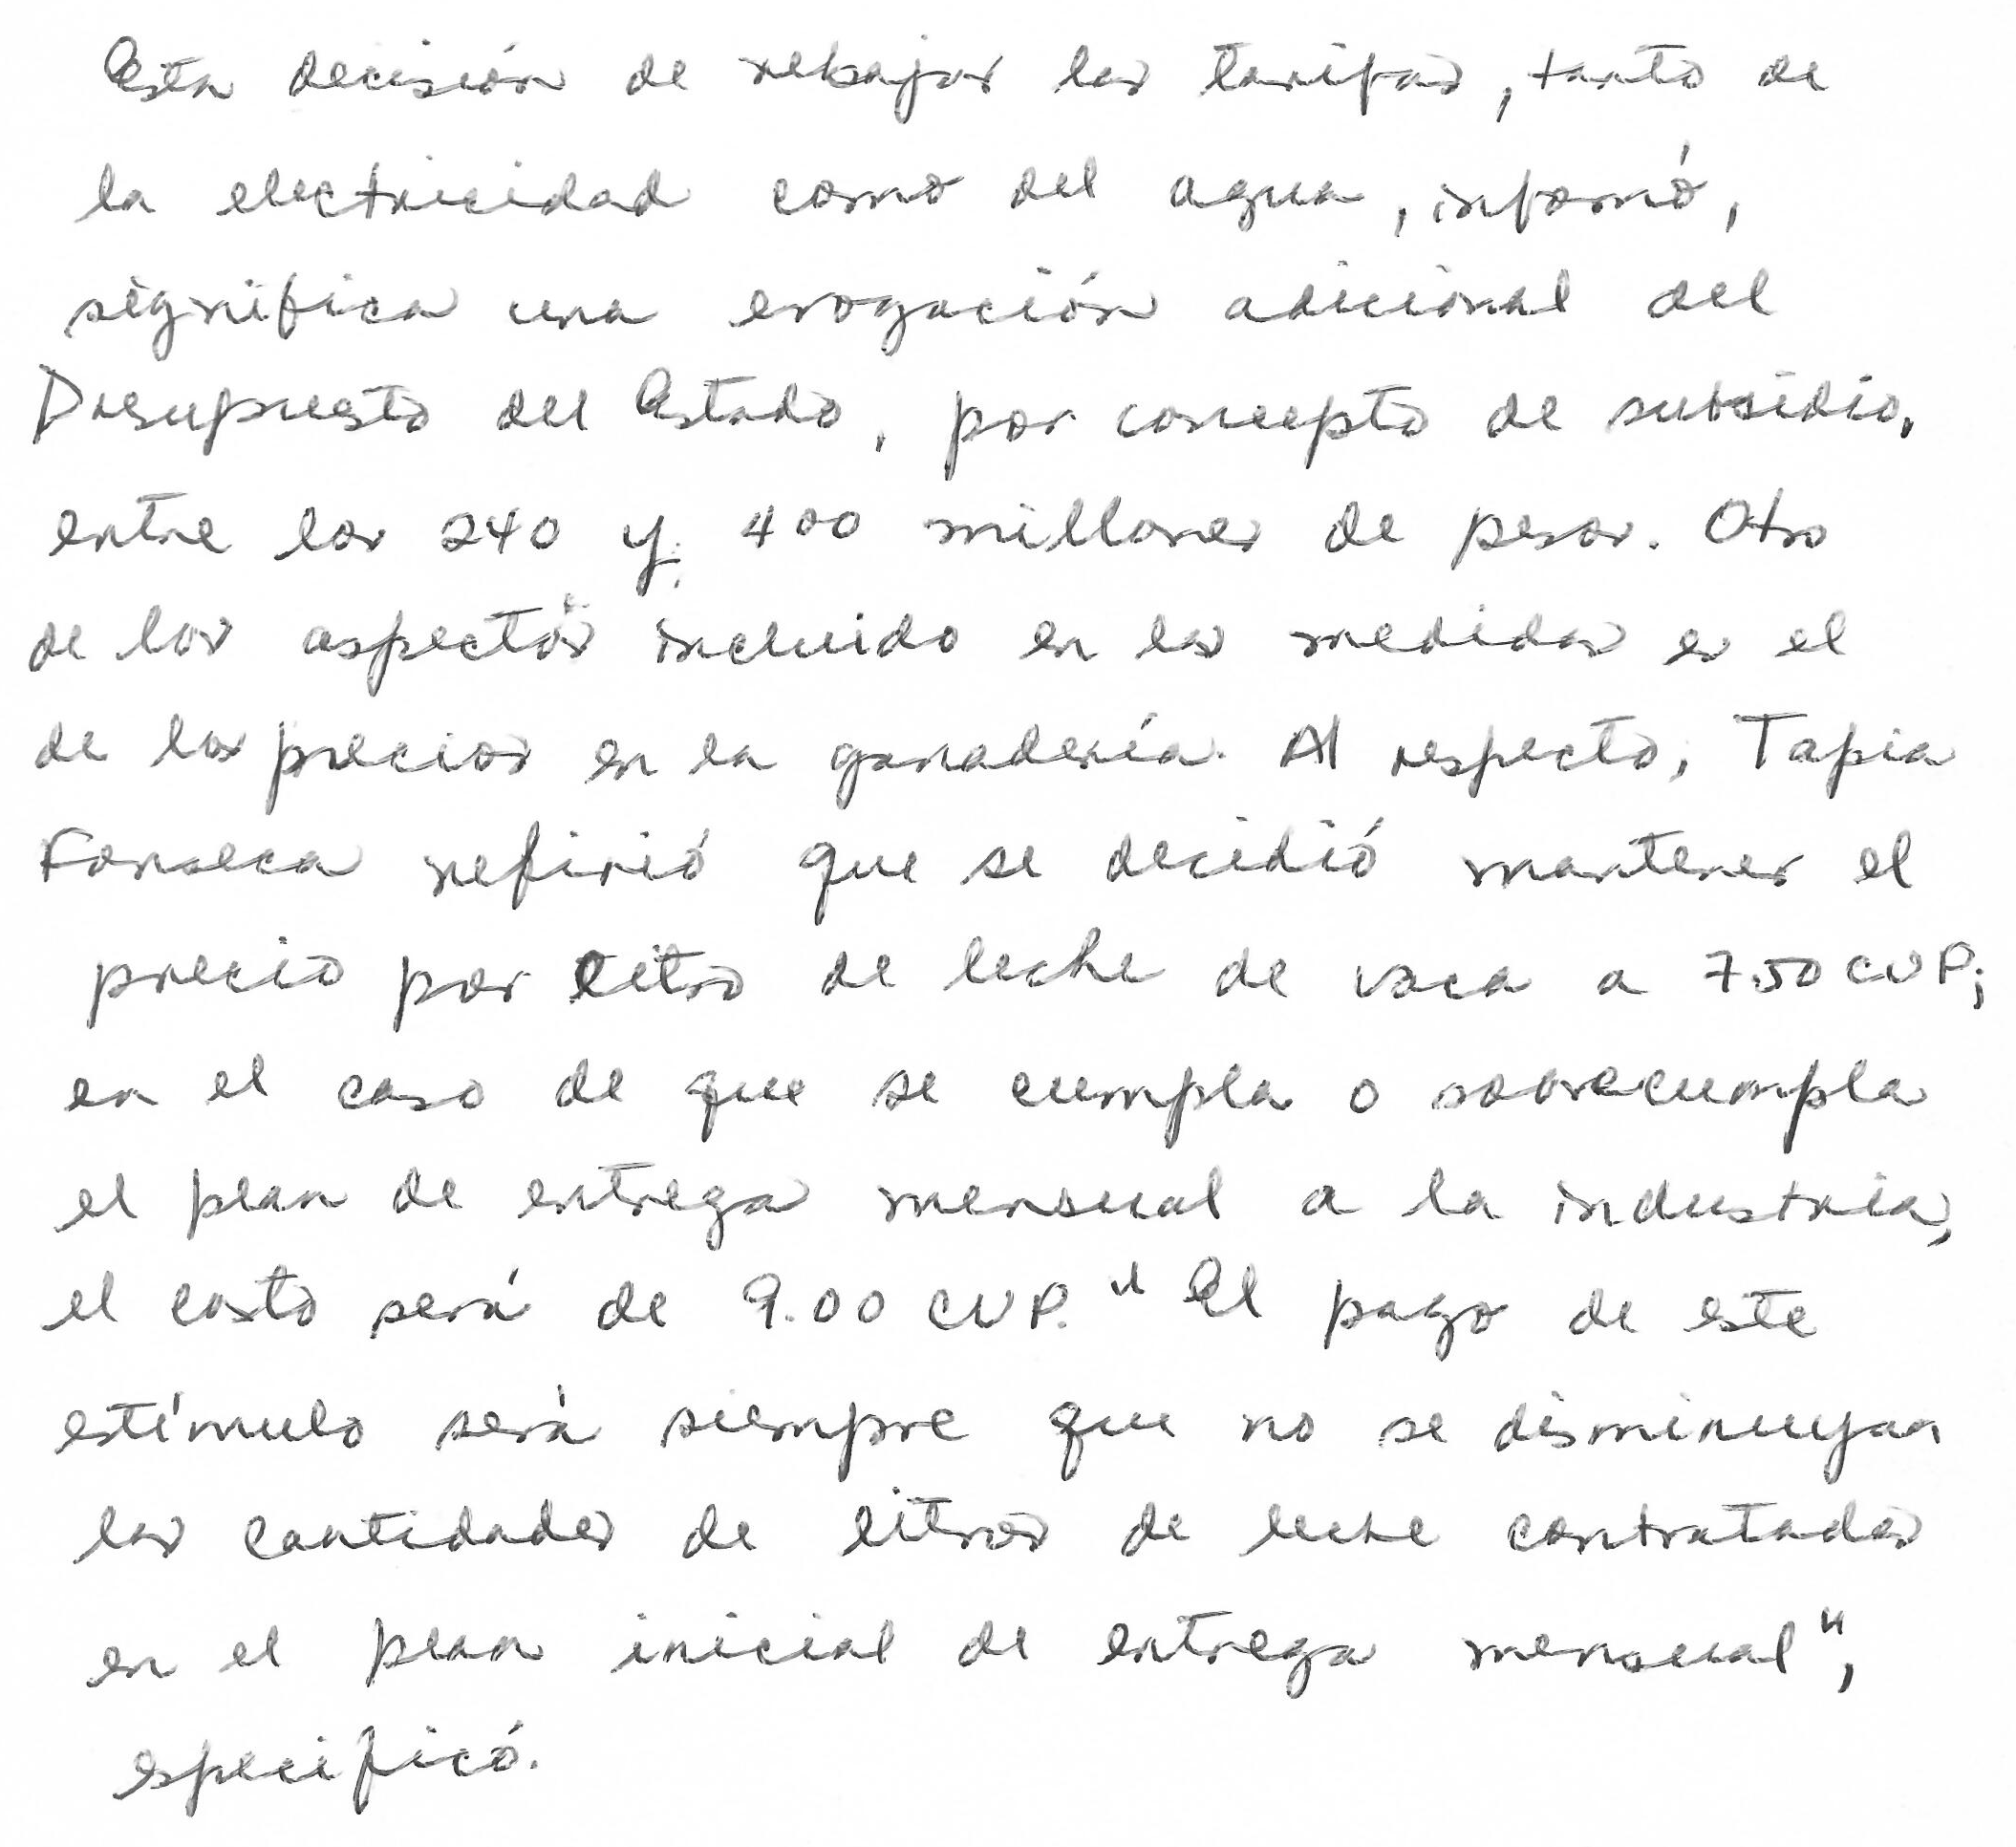 Esta decisión de rebajar las tarifas, tanto de
la electricidad como del agua, informó,
significa una erogación adicional del
Presupuesto del Estado, por concepto de subsidio,
entre los 240 y 400 millones de pesos. Otro
de los aspectos incluido en las medidas es el
de los precios en la ganadería. Al respecto, Tapia
Fonseca refirió que se decidió mantener el
precio por litro de leche de vaca a 7.50 CUP;
en el caso de que se cumpla o sobrecumpla
el plan de entrega mensual a la industria,
el costo será de 9.00 CUP. "El pago de este
estímulo será siempre que no se disminuyan
las cantidades de litros de leche contratadas
en el plan inicial de entrega mensual",
especificó.